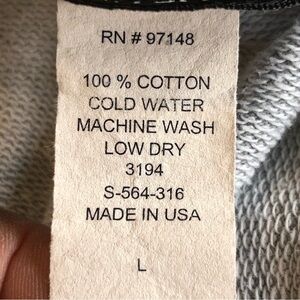 RN # 97148
100 % COTTON
COLD WATER
MACHINE WASH
LOW DRY
3194
S-564-316
MADE IN USA
L